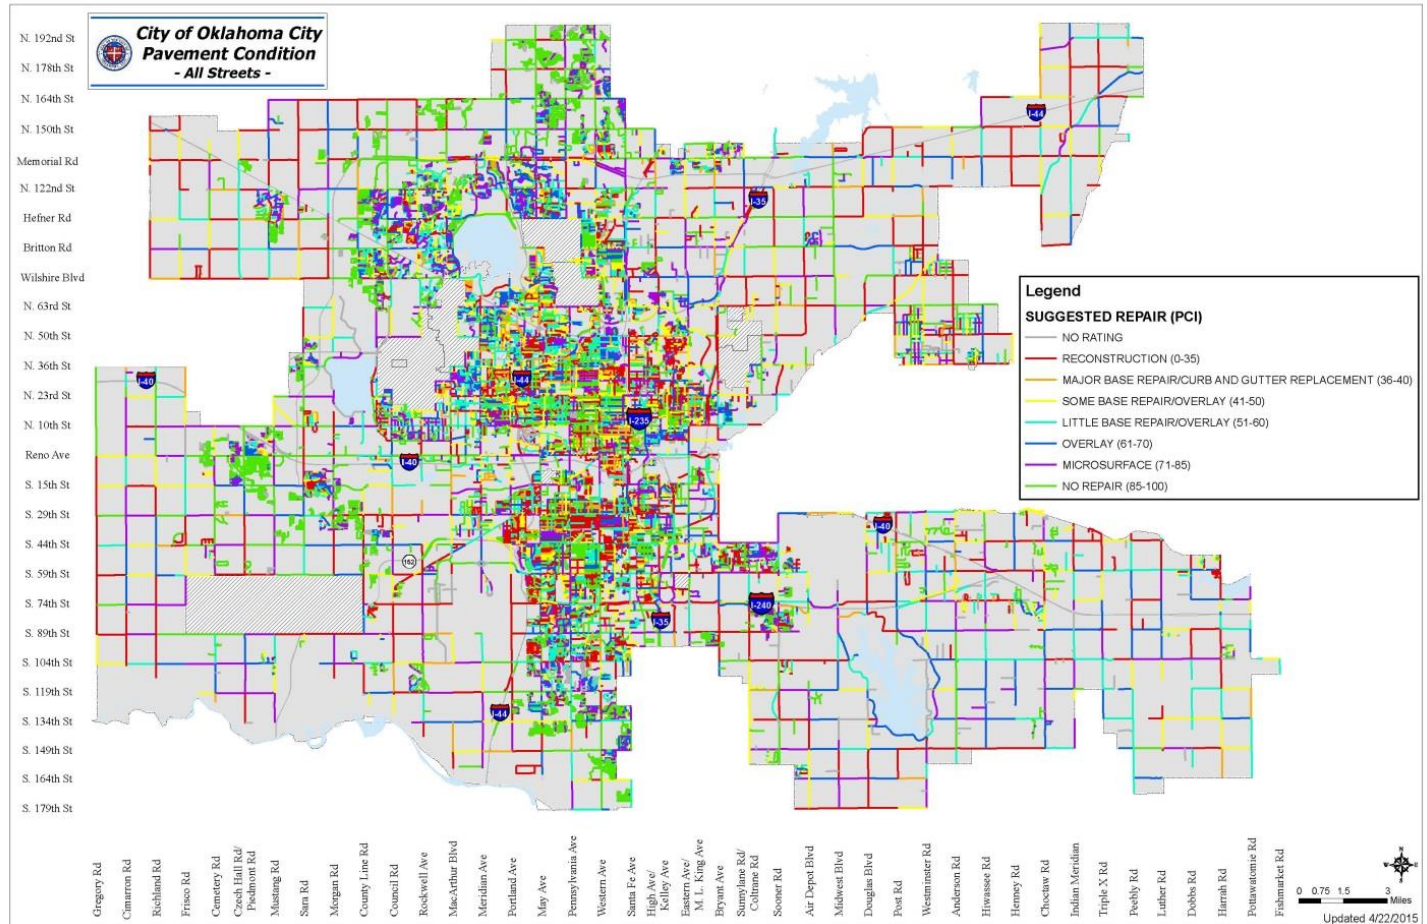 City of Oklahoma City
Pavement Condition
- All Streets -
N. 192nd St
N. 178th St
N. 164th St
N. 150th St
Memorial Rd
N. 122nd St
Hefner Rd
Britton Rd
Wilshire Blvd
N. 63rd St
N. 50th St
N. 36th St
N. 23rd St
N. 10th St
Reno Ave
S. 15th St
S. 29th St
S. 44th St
S. 59th St
S. 74th St
S. 89th St
S. 104th St
S. 119th St
S. 134th St
S. 149th St
S. 164th St
S. 179th St
I-44
I-35
I-40
I-44
I-235
I-40
I-40
152
I-240
I-35
I-44
Legend
SUGGESTED REPAIR (PCI)
NO RATING
RECONSTRUCTION (0-35)
MAJOR BASE REPAIR/CURB AND GUTTER REPLACEMENT (36-40)
SOME BASE REPAIR/OVERLAY (41-50)
LITTLE BASE REPAIR/OVERLAY (51-60)
OVERLAY (61-70)
MICROSURFACE (71-85)
NO REPAIR (85-100)
Gregory Rd
Cimarron Rd
Richland Rd
Frisco Rd
Cemetery Rd
Czech Hall Rd/
Piedmont Rd
Mustang Rd
Sara Rd
Morgan Rd
County Line Rd
Council Rd
Rockwell Ave
MacArthur Blvd
Meridian Ave
Portland Ave
May Ave
Pennsylvania Ave
Western Ave
Santa Fe Ave
High Ave/
Kelley Ave
Eastern Ave/
M. L. King Ave
Bryant Ave
Sunnylane Rd/
Coltrane Rd
Sooner Rd
Air Depot Blvd
Midwest Blvd
Douglas Blvd
Post Rd
Westminster Rd
Anderson Rd
Hiwassee Rd
Henney Rd
Choctaw Rd
Indian Meridian
Triple X Rd
Peebly Rd
Luther Rd
Dobbs Rd
Harrah Rd
Pottawatomie Rd
Fishmarket Rd
0 0.75 1.5 3
Miles
Updated 4/22/2015